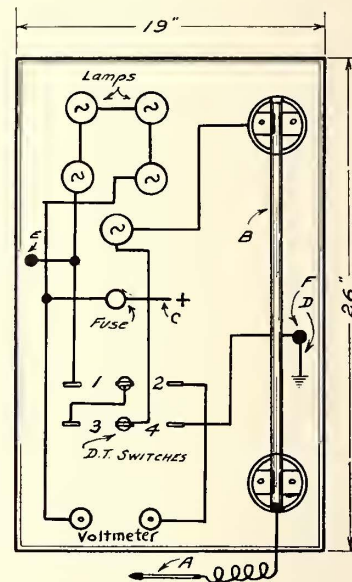 19"
Lamps
E
B
26"
F
D
Fuse
C
+
1 2
3 4
D.T. SWITCHES
Voltmeter
A